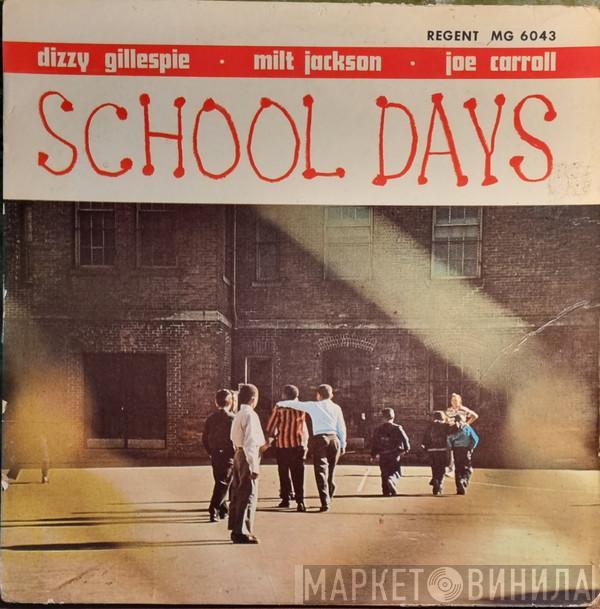 REGENT MG 6043
dizzy gillespie · milt jackson · joe carroll
SCHOOL DAYS
МАРКЕТ ВИНИЛА